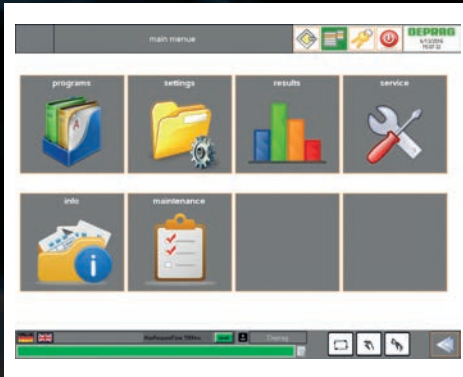 main menue
DEPRAG
programs
settings
results
service
info
maintenance
Deprag